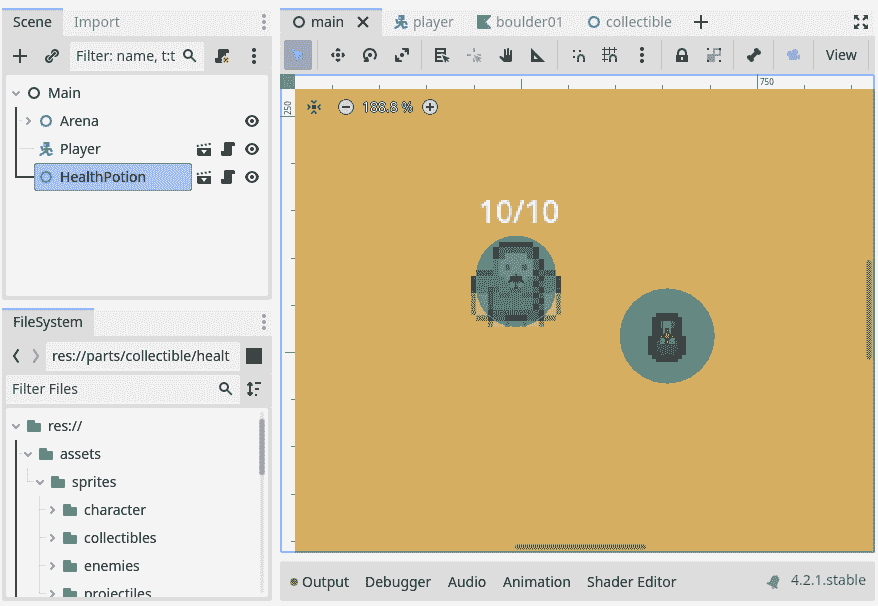 Scene Import
main player boulder01 collectible
Filter: name, t:t
View
Main
Arena
Player
HealthPotion
750
250
188.8 %
10/10
FileSystem
res://parts/collectible/healt
Filter Files
res://
assets
sprites
character
collectibles
enemies
projectiles
Output Debugger Audio Animation Shader Editor 4.2.1.stable